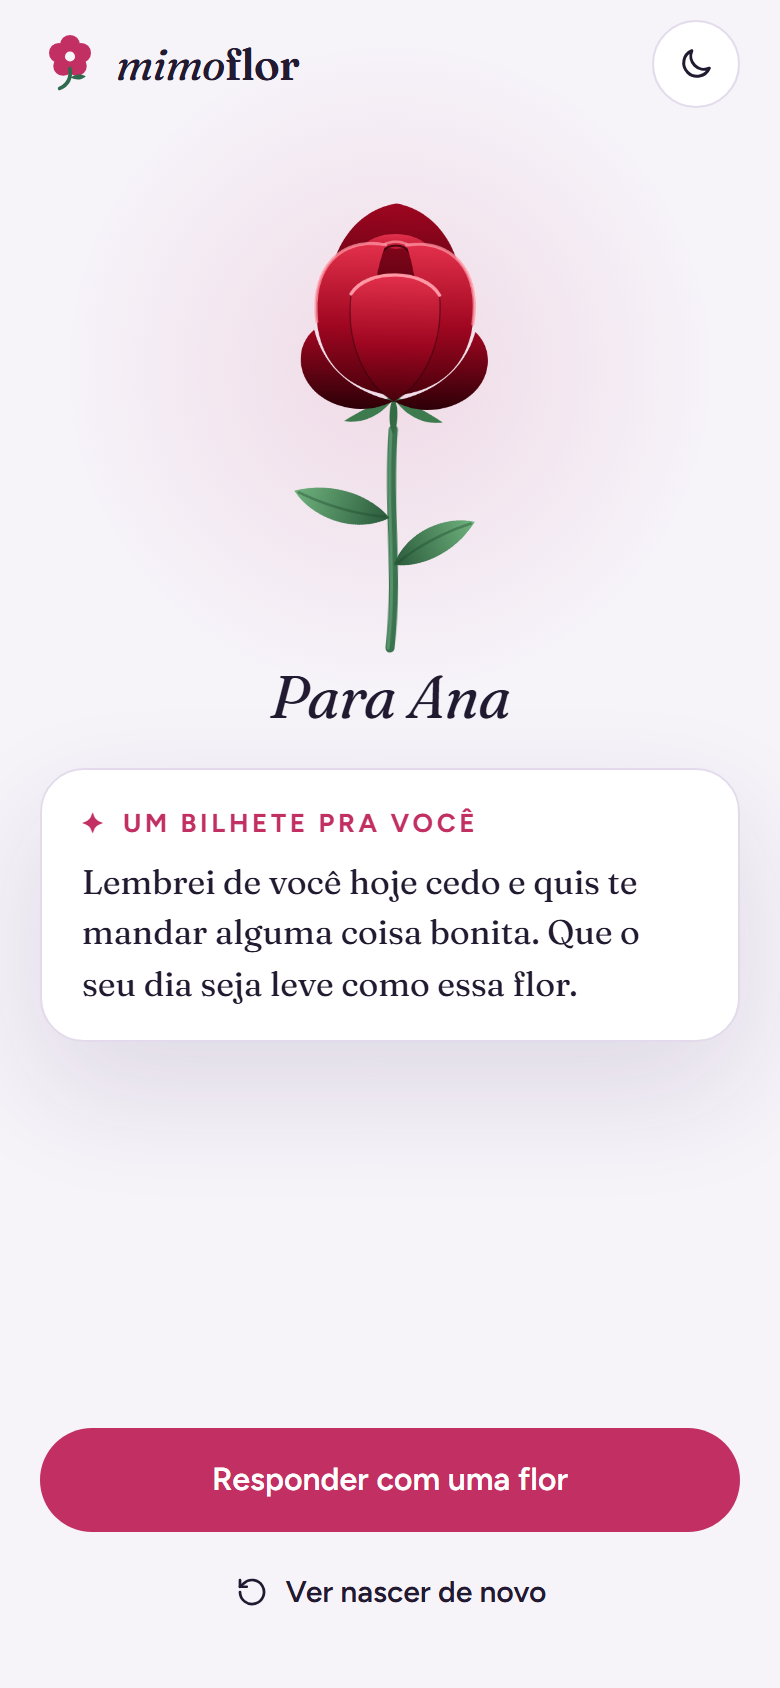 mimoflor
Para Ana
UM BILHETE PRA VOCÊ
Lembrei de você hoje cedo e quis te
mandar alguma coisa bonita. Que o
seu dia seja leve como essa flor.
Responder com uma flor
Ver nascer de novo